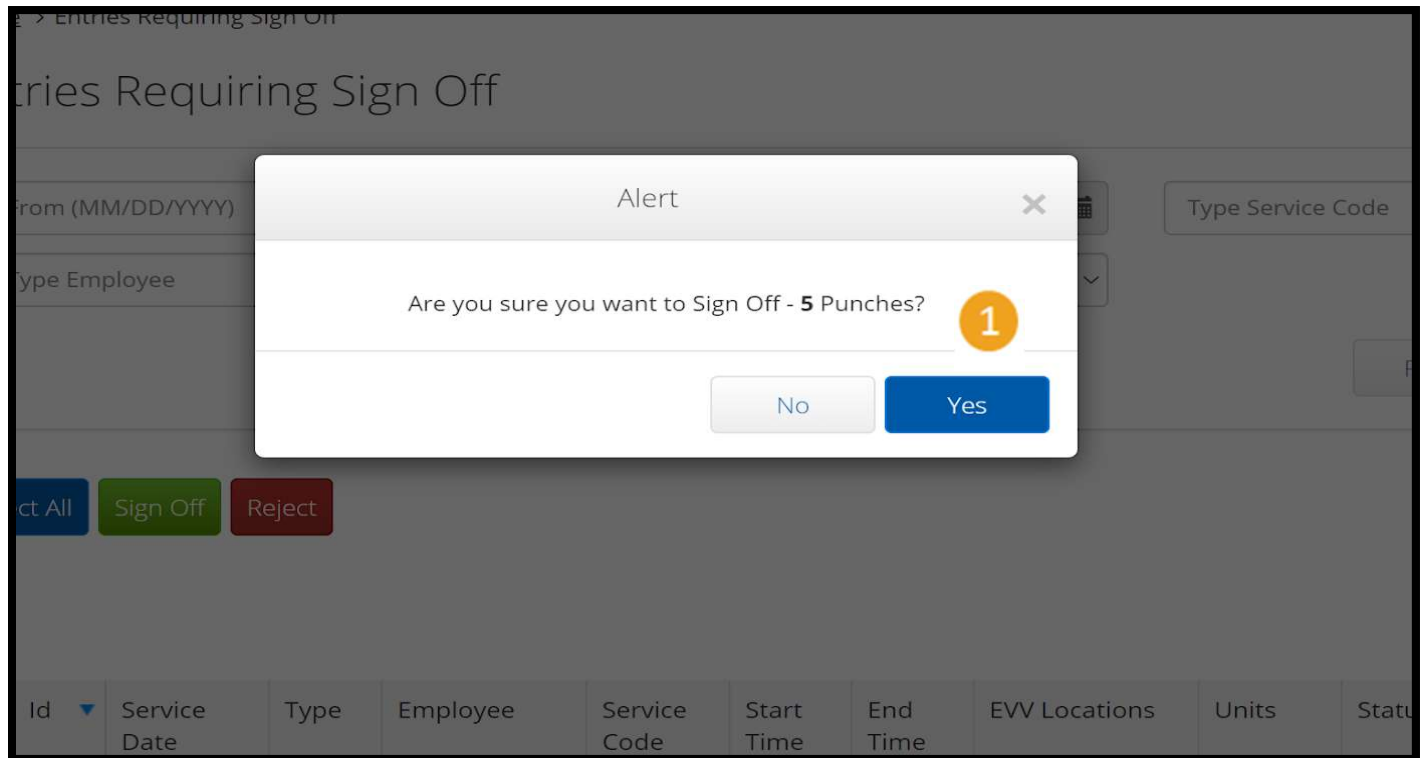 > Entries Requiring Sign Off
tries Requiring Sign Off
From (MM/DD/YYYY)
Type Service Code
Type Employee
Alert
Are you sure you want to Sign Off - 5 Punches?
1
No
Yes
ct All
Sign Off
Reject
Id
Service Date
Type
Employee
Service Code
Start Time
End Time
EVV Locations
Units
Statu